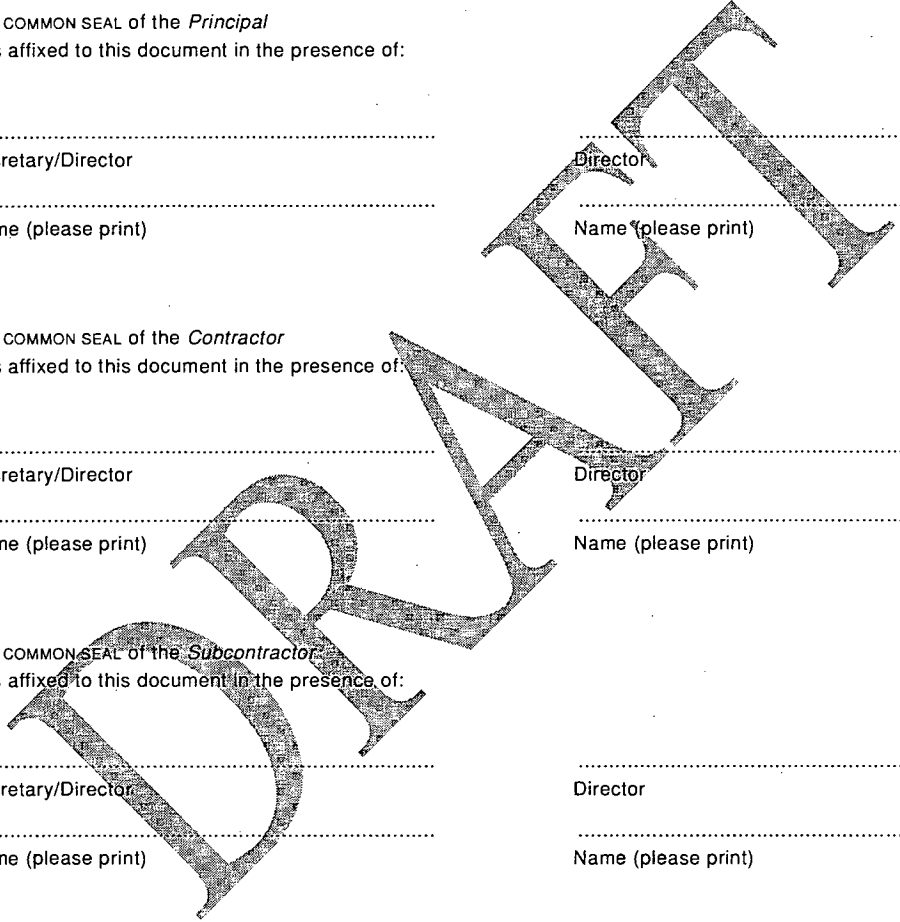 COMMON SEAL of the Principal
affixed to this document in the presence of:
retary/Director Director
me (please print) Name (please print)
COMMON SEAL of the Contractor
affixed to this document in the presence of:
retary/Director Director
me (please print) Name (please print)
COMMON SEAL of the Subcontractor
affixed to this document in the presence of:
retary/Director Director
me (please print) Name (please print)
DRAFT